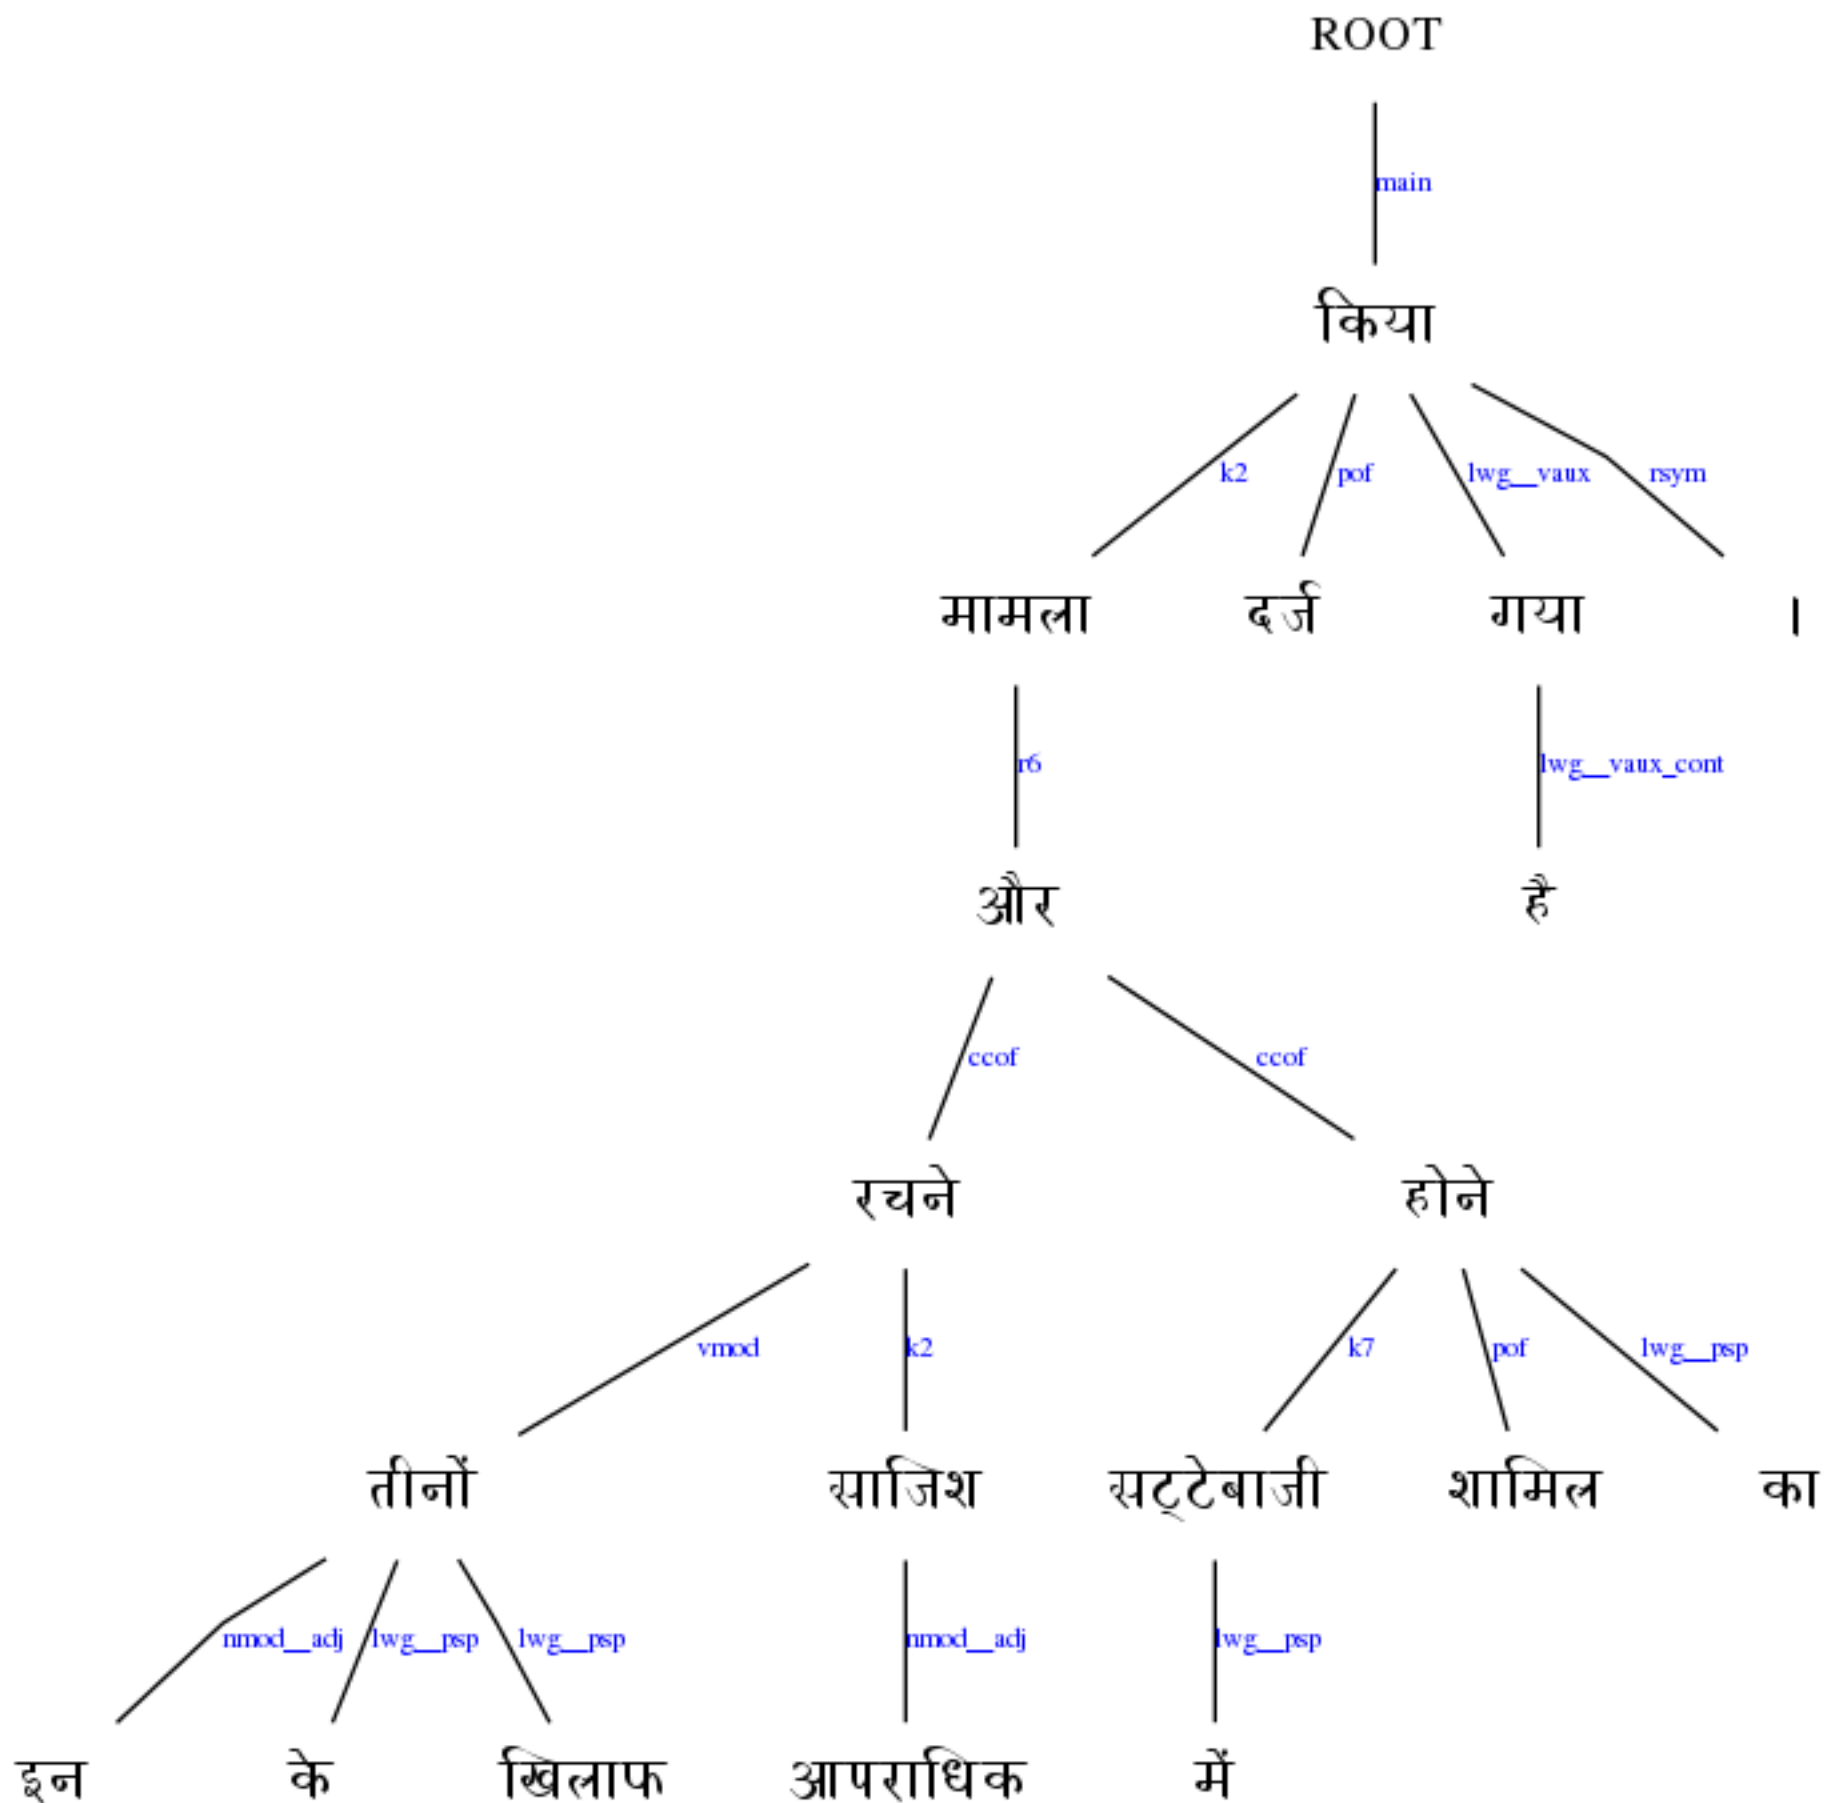 ROOT
main
किया
k2 pof lwg__vaux rsym
मामला दर्ज गया ।
r6 lwg__vaux_cont
और है
ccof ccof
रचने होने
vmod k2 k7 pof lwg__psp
तीनों साजिश सट्टेबाजी शामिल का
nmod__adj lwg__psp lwg__psp nmod__adj lwg__psp
इन के खिलाफ आपराधिक में